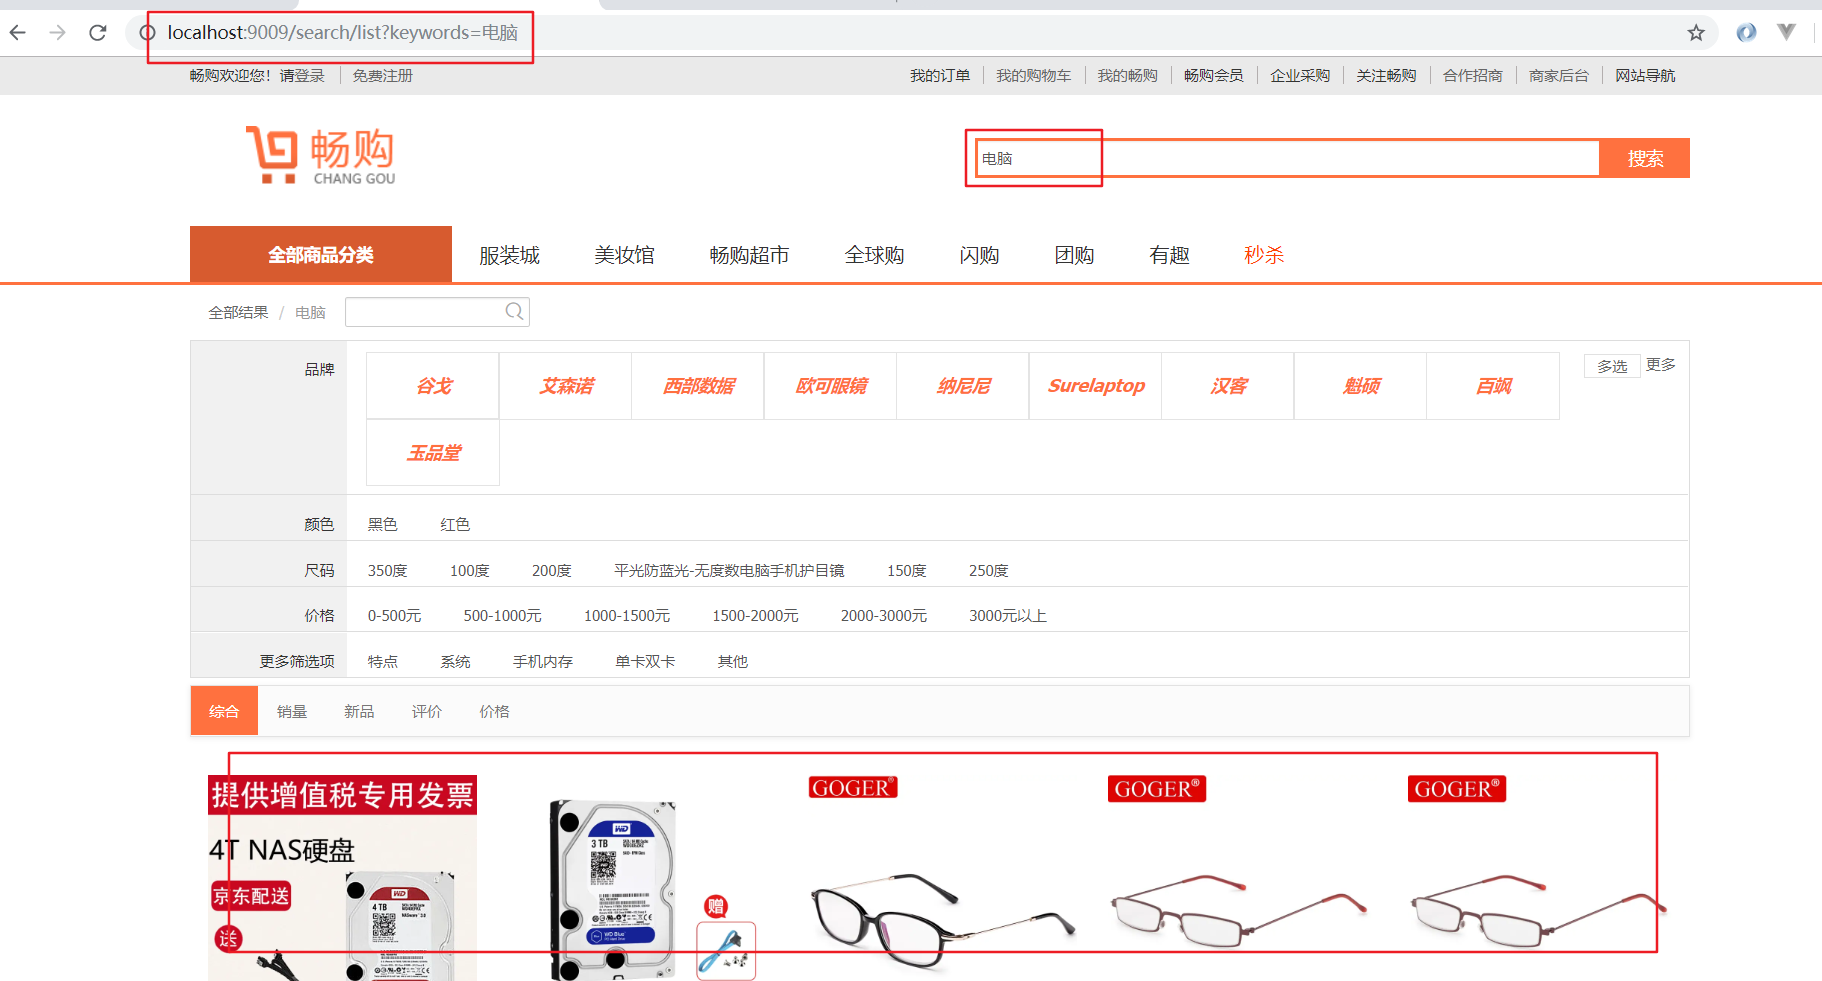 localhost:9009/search/list?keywords=电脑
畅购欢迎您！请登录 免费注册 我的订单 我的购物车 我的畅购 畅购会员 企业采购 关注畅购 合作招商 商家后台 网站导航
畅购
CHANG GOU
电脑 搜索
全部商品分类 服装城 美妆馆 畅购超市 全球购 闪购 团购 有趣 秒杀
全部结果 / 电脑
品牌 谷戈 艾森诺 西部数据 欧可眼镜 纳尼尼 Surelaptop 汉客 魁硕 百飒 多选 更多
玉品堂
颜色 黑色 红色
尺码 350度 100度 200度 平光防蓝光-无度数电脑手机护目镜 150度 250度
价格 0-500元 500-1000元 1000-1500元 1500-2000元 2000-3000元 3000元以上
更多筛选项 特点 系统 手机内存 单卡双卡 其他
综合 销量 新品 评价 价格
提供增值税专用发票
4T NAS硬盘
京东配送
送
WD
4 TB
WD
3 TB
WD Blue
赠
GOGER®
GOGER®
GOGER®